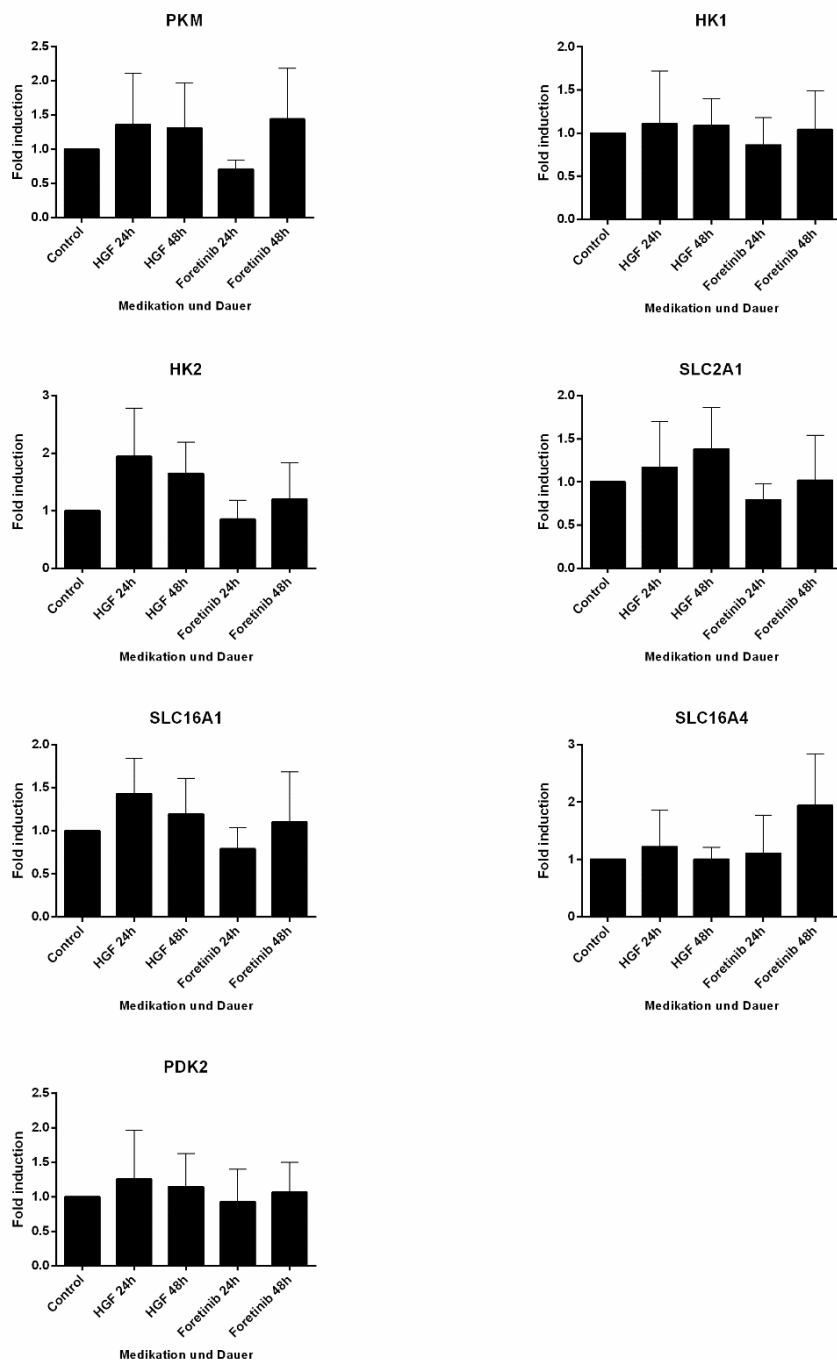 PKM
Fold induction
2.5
2.0
1.5
1.0
0.5
0.0
Control
HGF 24h
HGF 48h
Foretinib 24h
Foretinib 48h
Medikation und Dauer
HK1
Fold induction
2.0
1.5
1.0
0.5
0.0
Control
HGF 24h
HGF 48h
Foretinib 24h
Foretinib 48h
Medikation und Dauer
HK2
Fold induction
3
2
1
0
Control
HGF 24h
HGF 48h
Foretinib 24h
Foretinib 48h
Medikation und Dauer
SLC2A1
Fold induction
2.0
1.5
1.0
0.5
0.0
Control
HGF 24h
HGF 48h
Foretinib 24h
Foretinib 48h
Medikation und Dauer
SLC16A1
Fold induction
2.0
1.5
1.0
0.5
0.0
Control
HGF 24h
HGF 48h
Foretinib 24h
Foretinib 48h
Medikation und Dauer
SLC16A4
Fold induction
3
2
1
0
Control
HGF 24h
HGF 48h
Foretinib 24h
Foretinib 48h
Medikation und Dauer
PDK2
Fold induction
2.5
2.0
1.5
1.0
0.5
0.0
Control
HGF 24h
HGF 48h
Foretinib 24h
Foretinib 48h
Medikation und Dauer